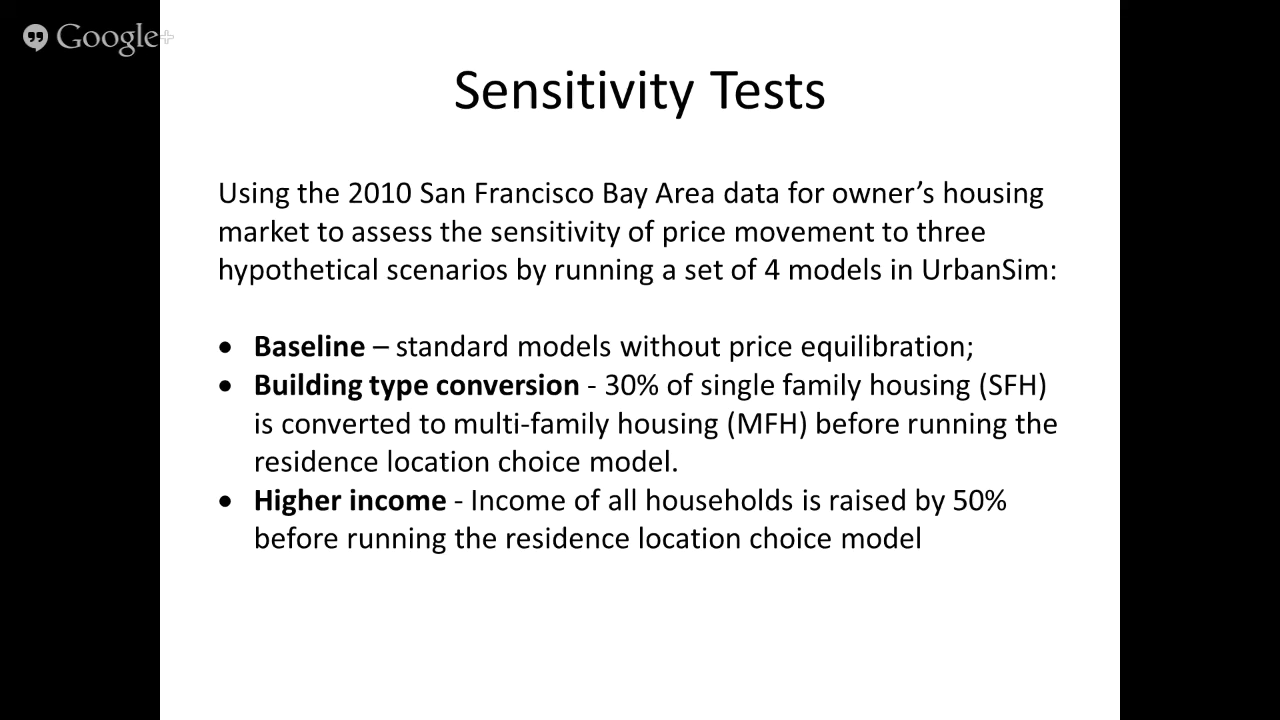 Google+
Sensitivity Tests
Using the 2010 San Francisco Bay Area data for owner’s housing
market to assess the sensitivity of price movement to three
hypothetical scenarios by running a set of 4 models in UrbanSim:
• Baseline – standard models without price equilibration;
• Building type conversion - 30% of single family housing (SFH)
is converted to multi-family housing (MFH) before running the
residence location choice model.
• Higher income - Income of all households is raised by 50%
before running the residence location choice model